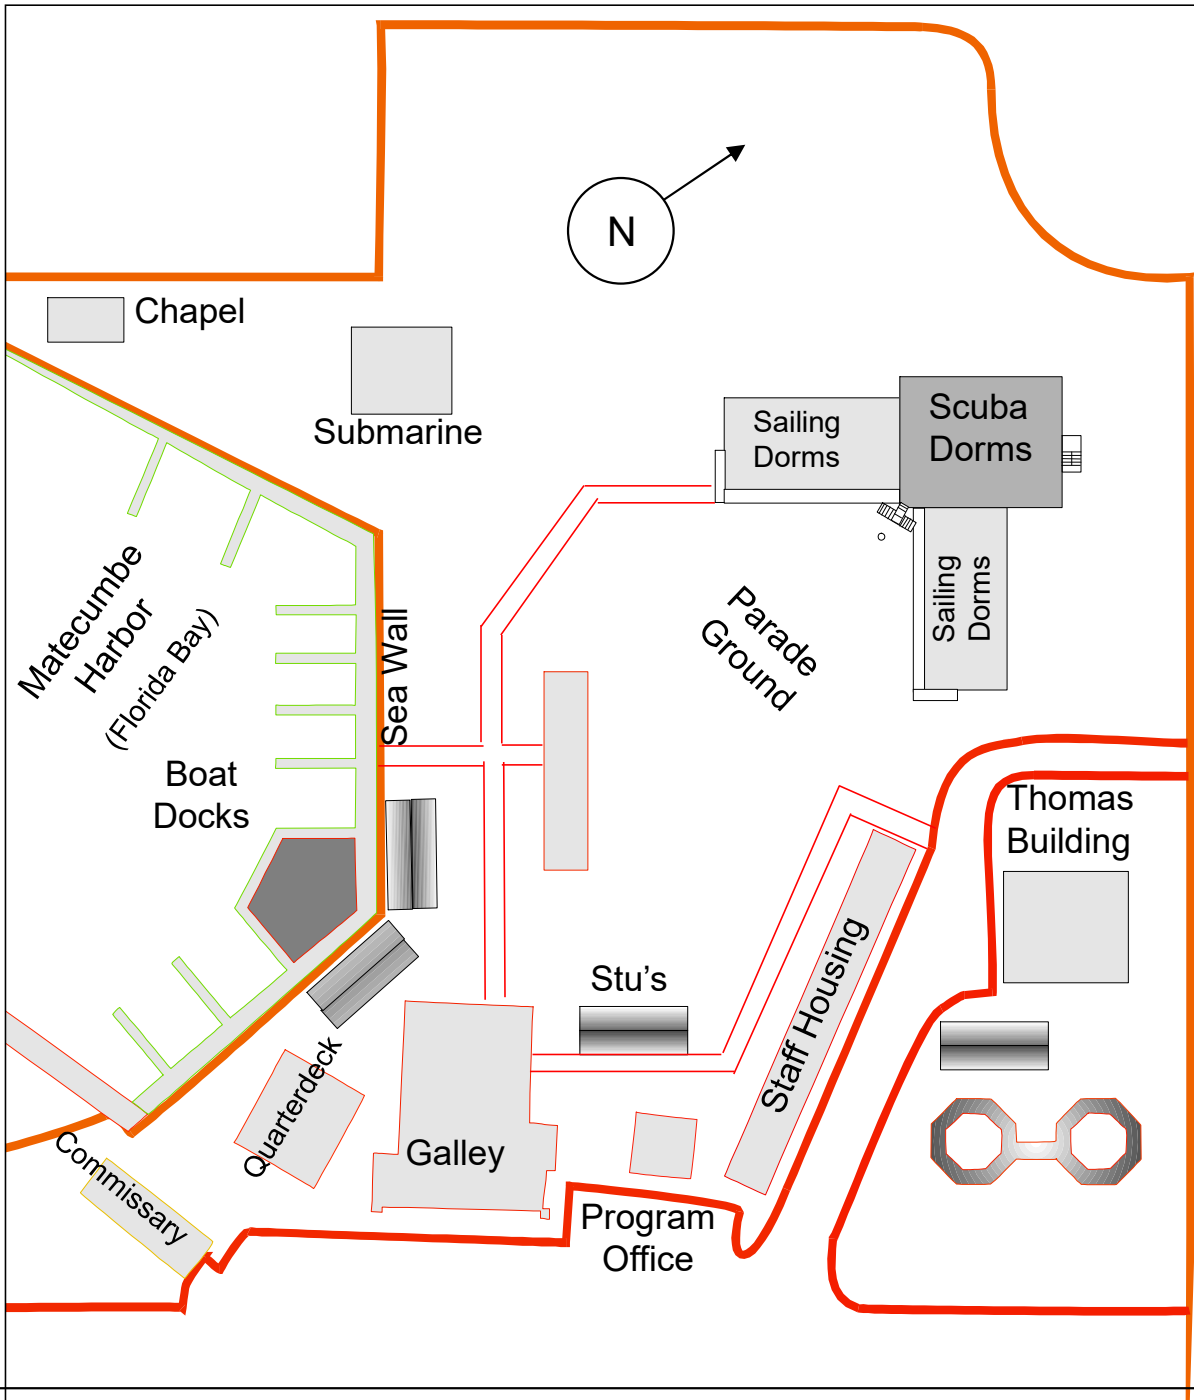 N
Chapel
Submarine
Sailing
Dorms
Scuba
Dorms
Sailing
Dorms
Matecumbe
Harbor
(Florida Bay)
Sea Wall
Parade
Ground
Boat
Docks
Thomas
Building
Stu's
Staff Housing
Quarterdeck
Galley
Commissary
Program
Office